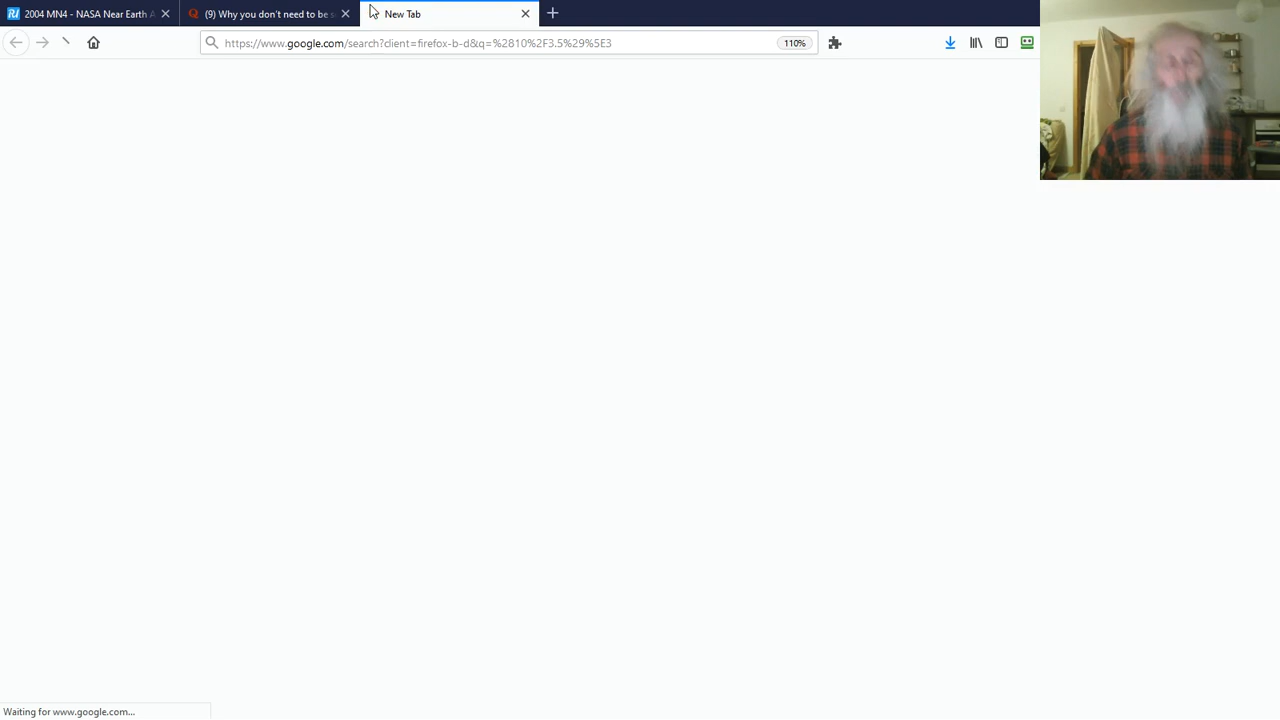 2004 MN4 - NASA Near Earth A
(9) Why you don't need to be s
New Tab
https://www.google.com/search?client=firefox-b-d&q=%2810%2F3.5%29%5E3
110%
Waiting for www.google.com...